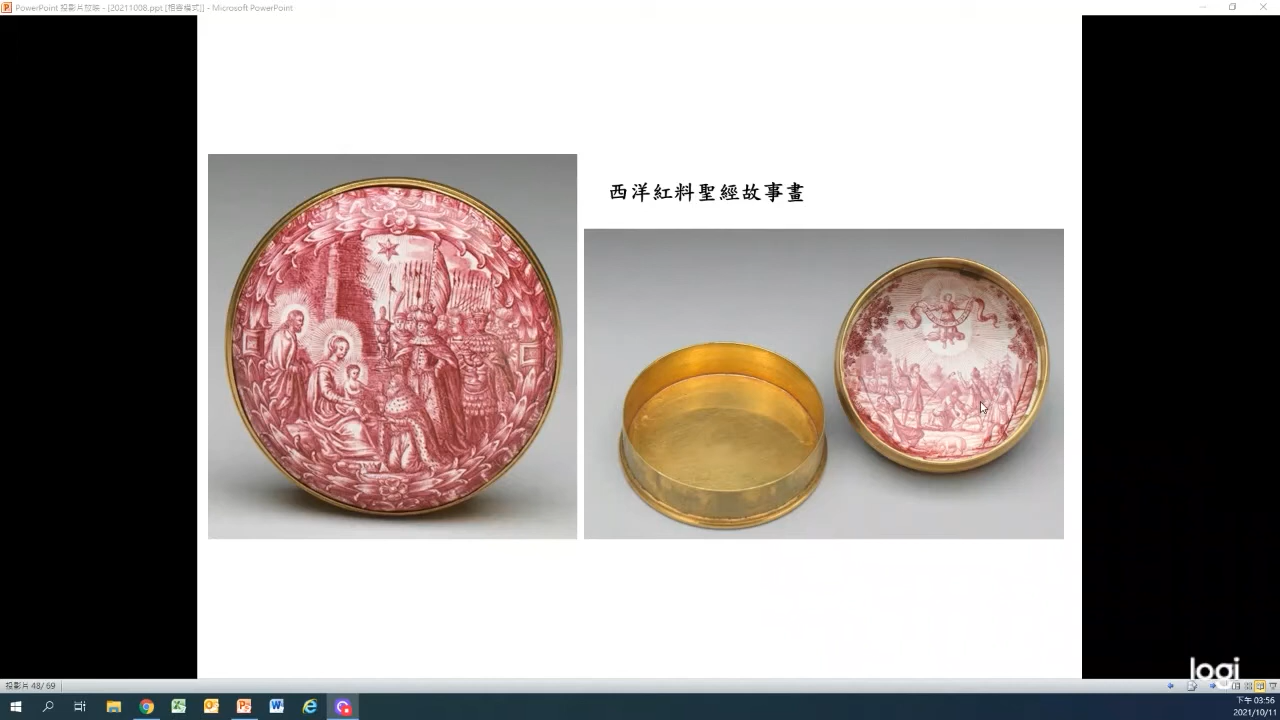 PowerPoint 投影片放映 - [20211008.ppt [相容模式]] - Microsoft PowerPoint
西洋紅料聖經故事畫
logi
投影片 48/69
下午 03:56
2021/10/11